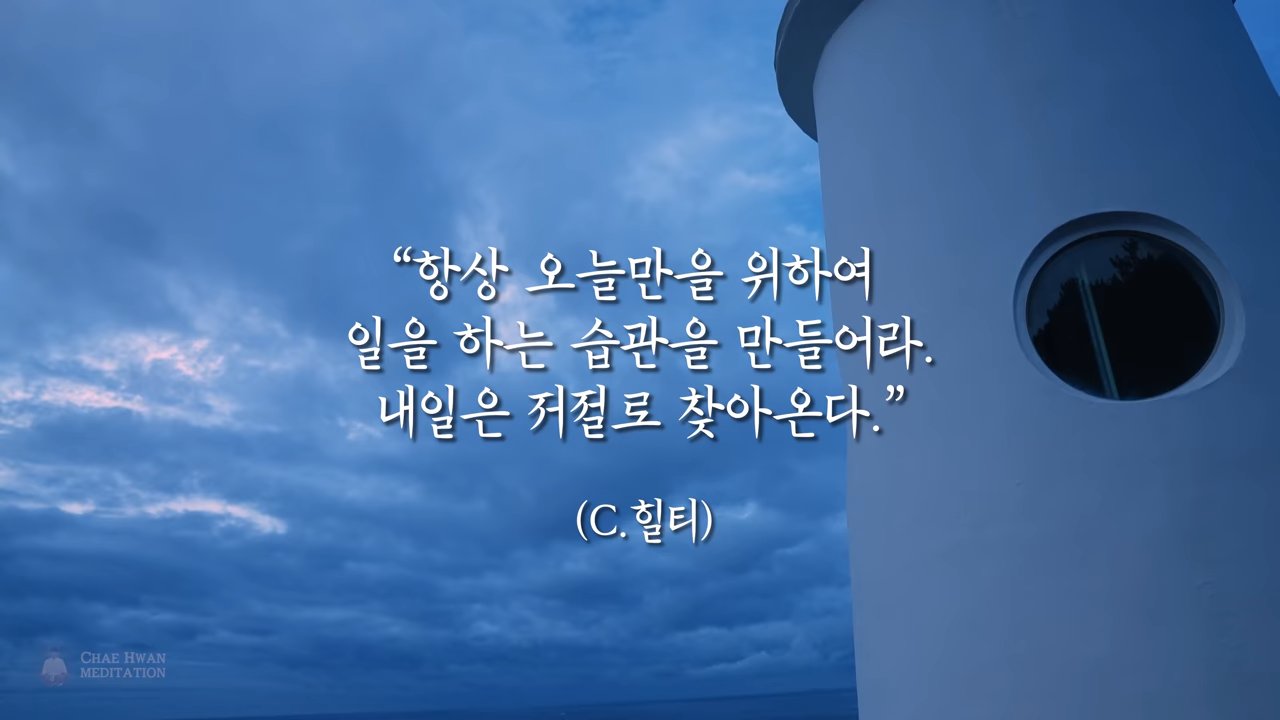 “항상 오늘만을 위하여
일을 하는 습관을 만들어라.
내일은 저절로 찾아온다.”
(C.힐티)
CHAE HWAN
MEDITATION